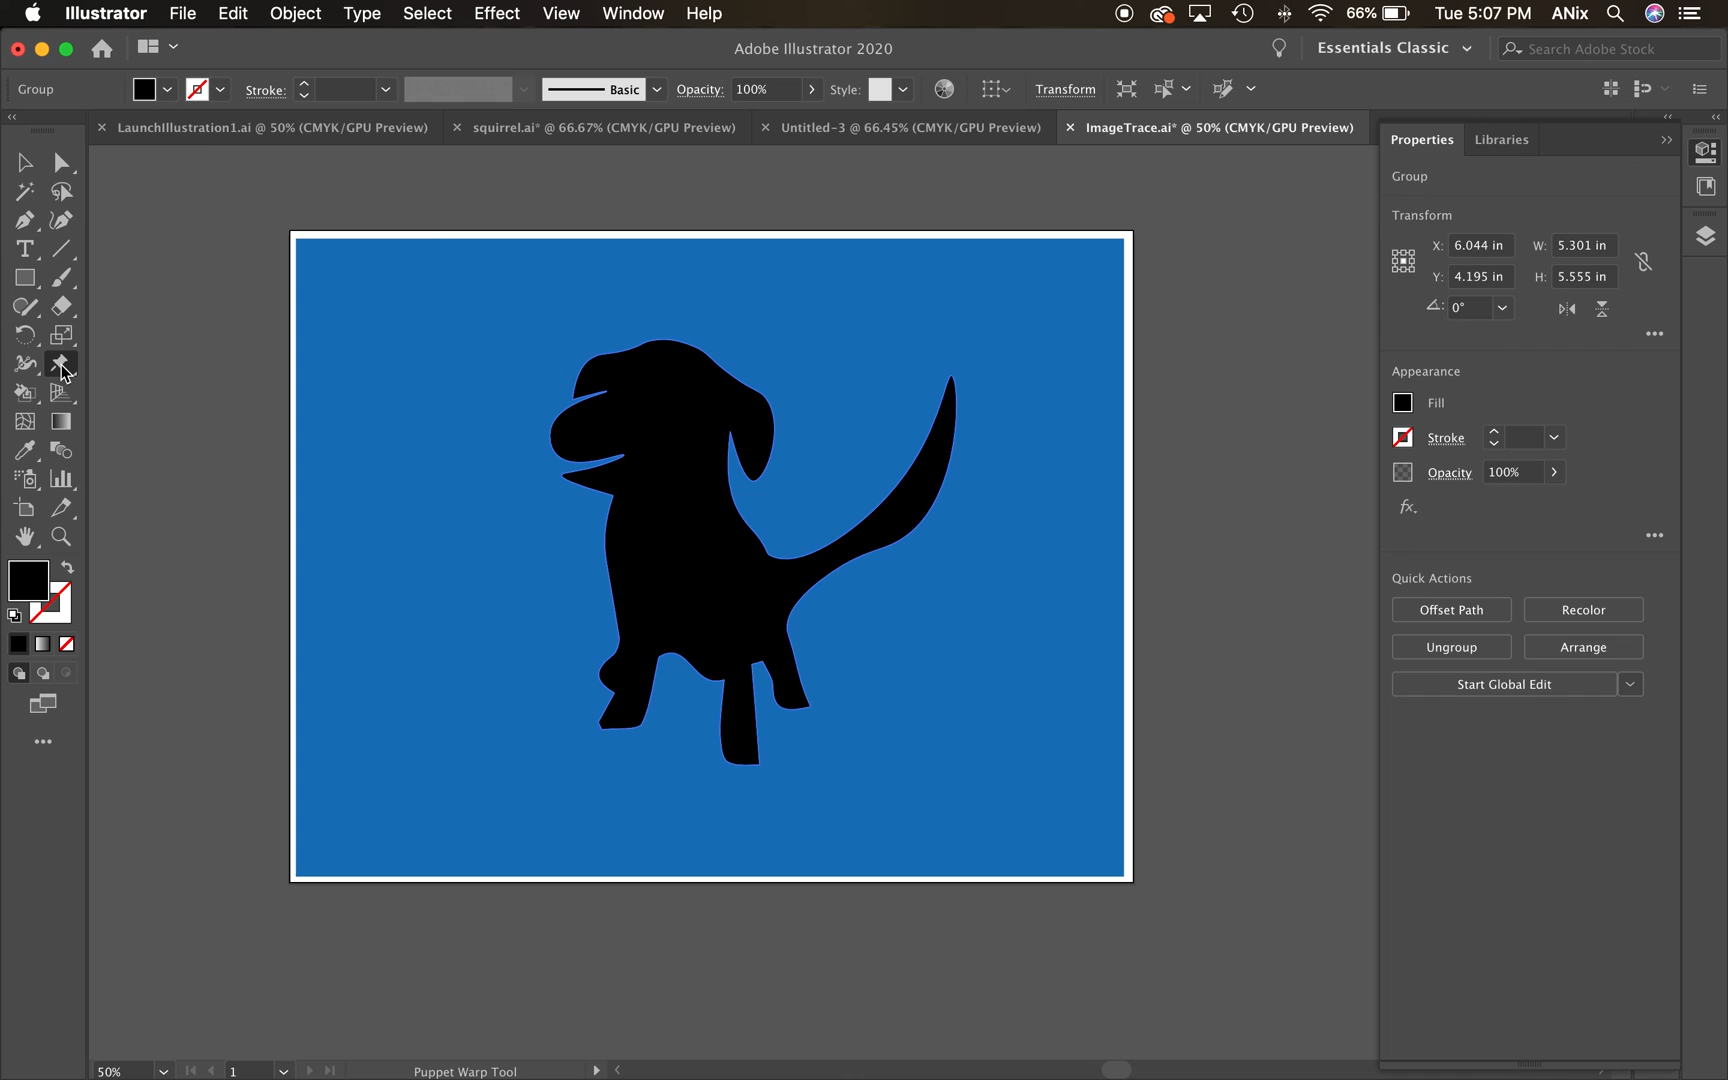 Illustrator File Edit Object Type Select Effect View Window Help 66% Tue 5:07 PM ANix
Adobe Illustrator 2020 Essentials Classic Search Adobe Stock
Group Stroke: Basic Opacity: 100% Style: Transform
LaunchIllustration1.ai @ 50% (CMYK/GPU Preview) squirrel.ai* @ 66.67% (CMYK/GPU Preview) Untitled-3 @ 66.45% (CMYK/GPU Preview) ImageTrace.ai* @ 50% (CMYK/GPU Preview)
Properties Libraries
Group
Transform
X: 6.044 in W: 5.301 in
Y: 4.195 in H: 5.555 in
0°
Appearance
Fill
Stroke
Opacity 100%
fx
Quick Actions
Offset Path Recolor
Ungroup Arrange
Start Global Edit
50% 1 Puppet Warp Tool